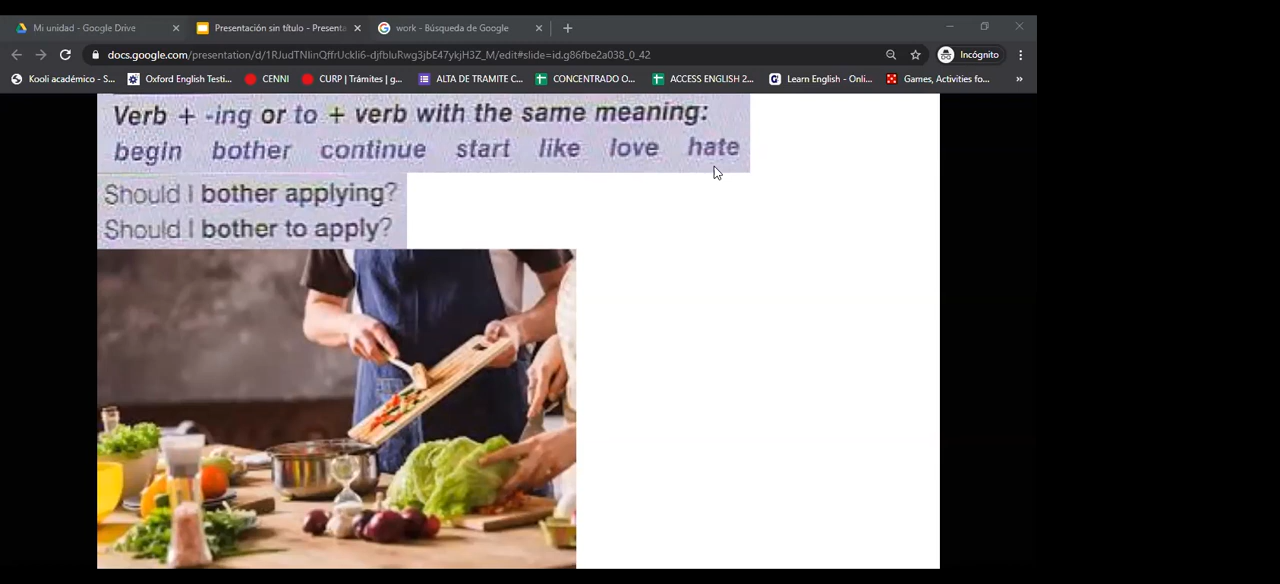 Mi unidad - Google Drive
Presentación sin título - Present
work - Búsqueda de Google
docs.google.com/presentation/d/1RJudTNlinQffrUckIi6-djfbluRwg3jbE47ykjH3Z_M/edit#slide=id.g86fbe2a038_0_42
Incógnito
Kooli académico - S...
Oxford English Testi...
CENNI
CURP | Trámites | g...
ALTA DE TRAMITE C...
CONCENTRADO O...
ACCESS ENGLISH 2...
Learn English - Onli...
Games, Activities fo...
»
Verb + -ing or to + verb with the same meaning:
begin bother continue start like love hate
Should I bother applying?
Should I bother to apply?